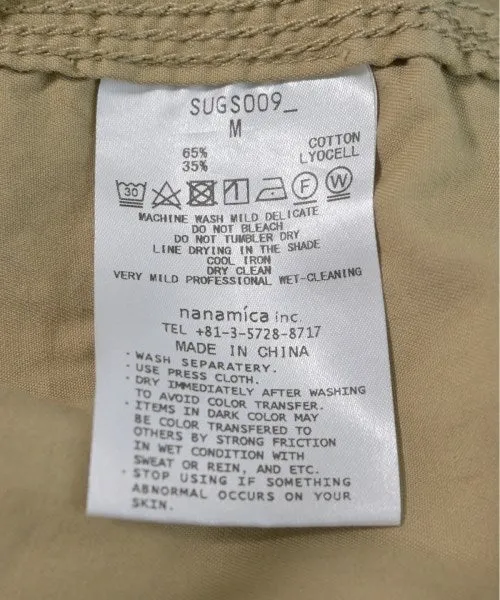 SUGS009_
M
65% COTTON
35% LYOCELL
30 F W
MACHINE WASH MILD DELICATE
DO NOT BLEACH
DO NOT TUMBLER DRY
LINE DRYING IN THE SHADE
COOL IRON
DRY CLEAN
VERY MILD PROFESSIONAL WET-CLEANING
nanamica inc.
TEL +81-3-5728-8717
MADE IN CHINA
· WASH SEPARATERY.
· USE PRESS CLOTH.
· DRY IMMEDIATELY AFTER WASHING
TO AVOID COLOR TRANSFER.
· ITEMS IN DARK COLOR MAY
BE COLOR TRANSFERED TO
OTHERS BY STRONG FRICTION
IN WET CONDITION WITH
SWEAT OR REIN, AND ETC.
· STOP USING IF SOMETHING
ABNORMAL OCCURS ON YOUR
SKIN.